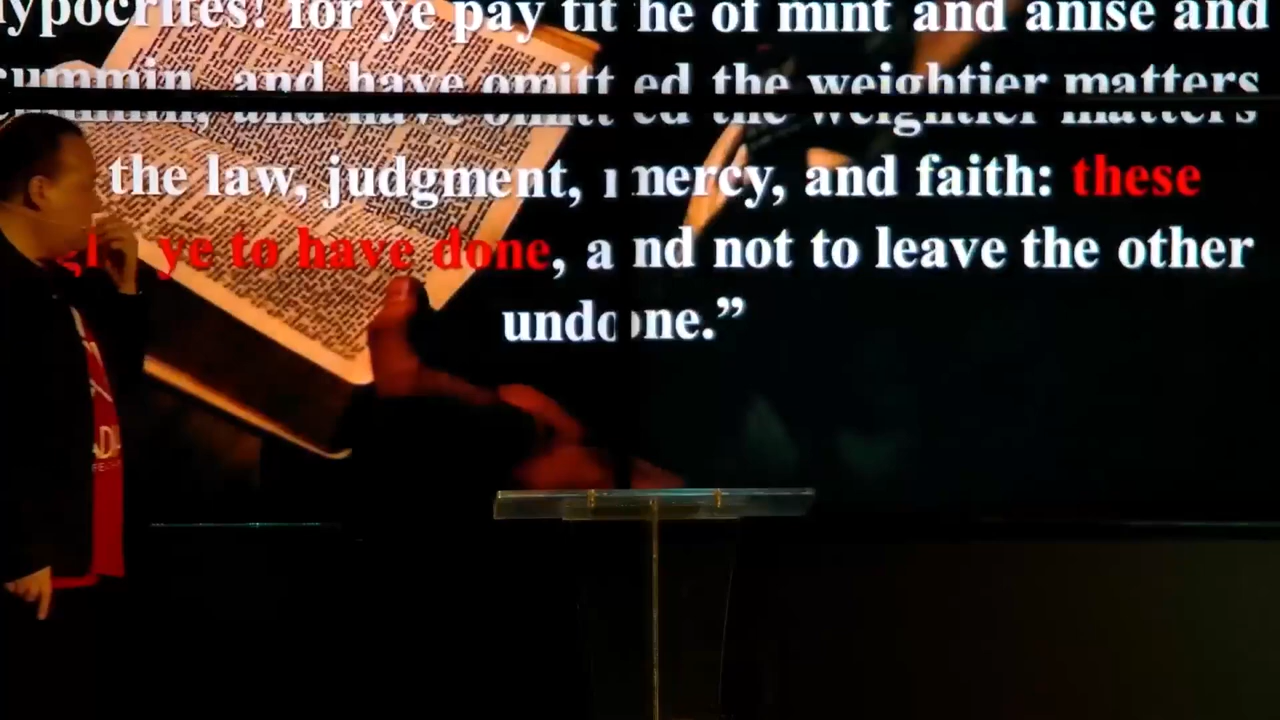 hypocrites! for ye pay tithe of mint and anise and
cummin, and have omitted the weightier matters
the law, judgment, mercy, and faith: these
ye to have done, and not to leave the other
undone.”